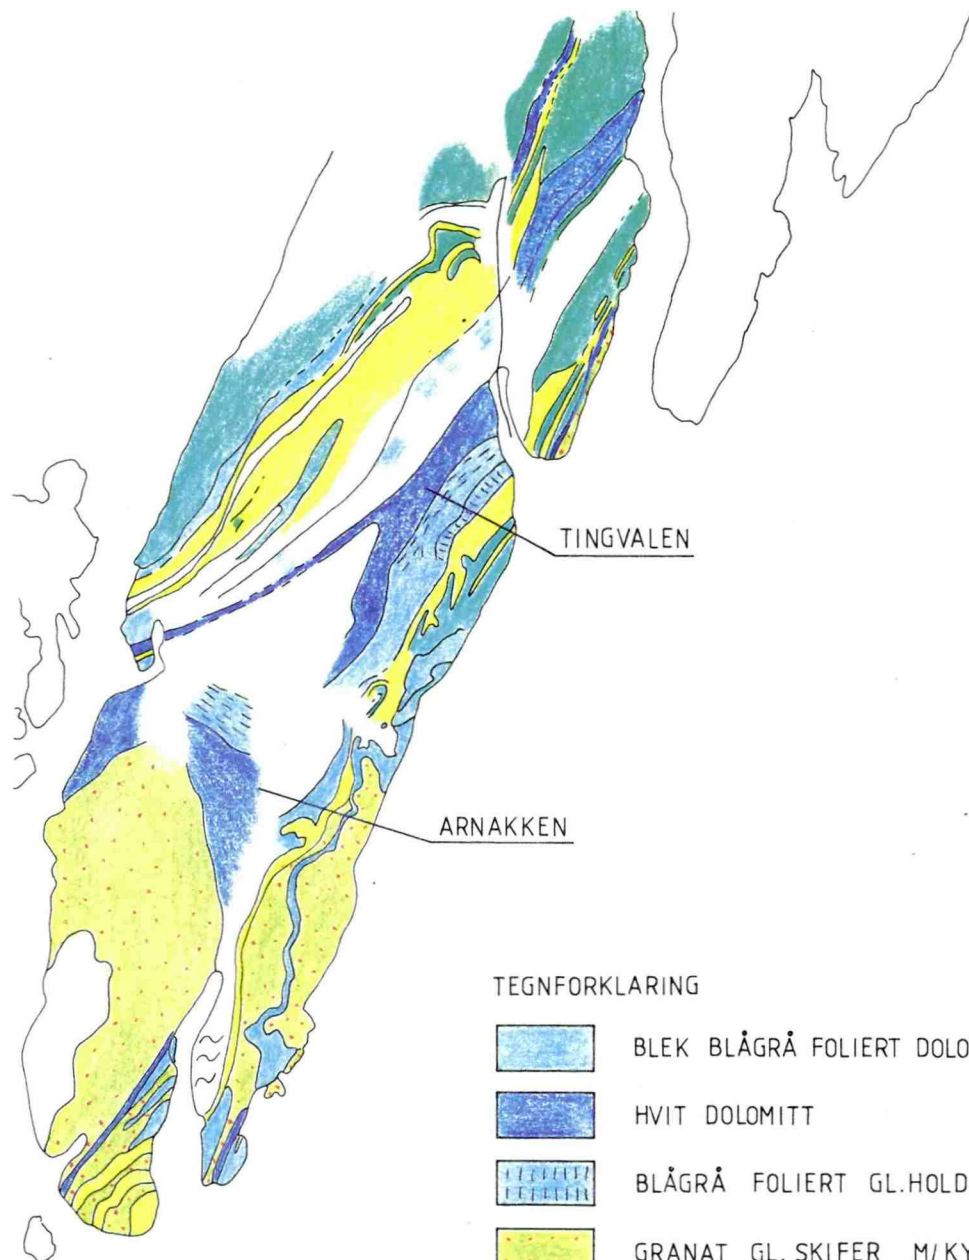 TINGVALEN
ARNAKKEN
TEGNFORKLARING
BLEK BLÅGRÅ FOLIERT DOLO
HVIT DOLOMITT
BLÅGRÅ FOLIERT GL.HOLD
GRANAT GL. SKIFER M/KY